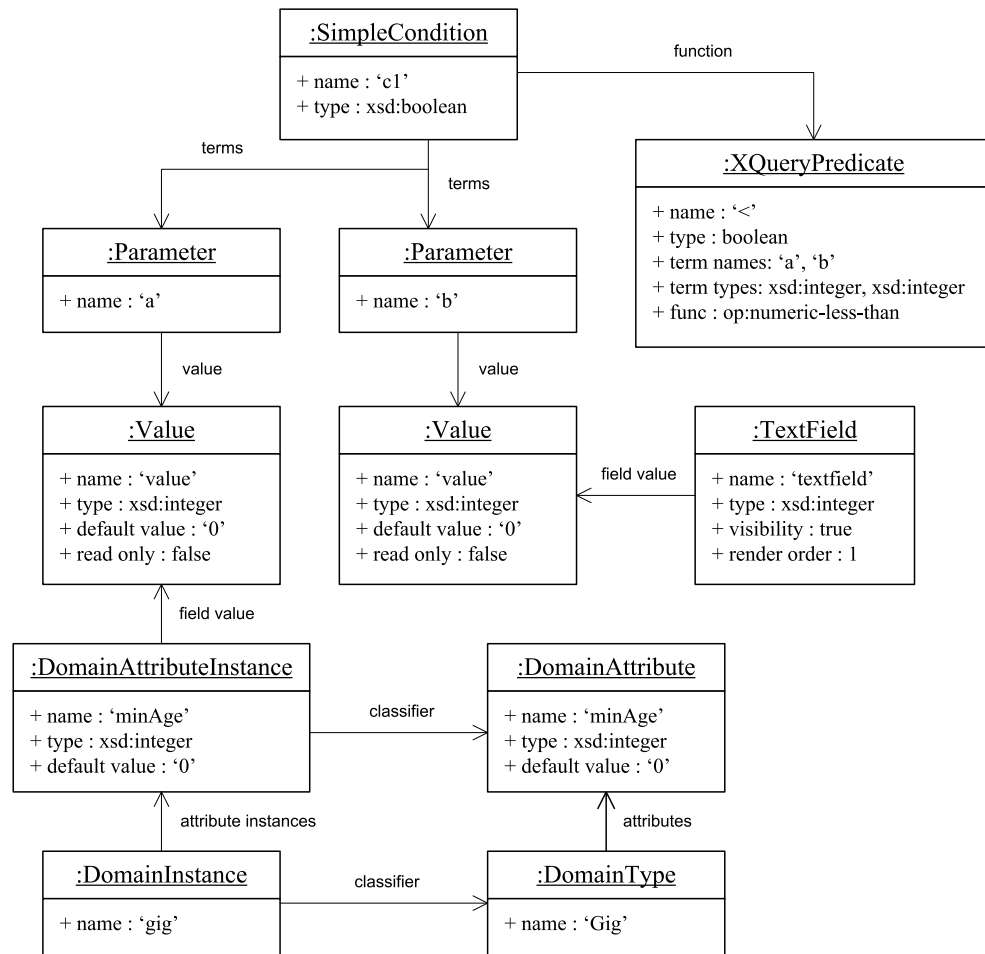 :SimpleCondition
+ name : ‘c1’
+ type : xsd:boolean
function
terms
terms
:XQueryPredicate
+ name : ‘<’
+ type : boolean
+ term names: ‘a’, ‘b’
+ term types: xsd:integer, xsd:integer
+ func : op:numeric-less-than
:Parameter
+ name : ‘a’
:Parameter
+ name : ‘b’
value
value
:Value
+ name : ‘value’
+ type : xsd:integer
+ default value : ‘0’
+ read only : false
:Value
+ name : ‘value’
+ type : xsd:integer
+ default value : ‘0’
+ read only : false
field value
:TextField
+ name : ‘textfield’
+ type : xsd:integer
+ visibility : true
+ render order : 1
field value
:DomainAttributeInstance
+ name : ‘minAge’
+ type : xsd:integer
+ default value : ‘0’
classifier
:DomainAttribute
+ name : ‘minAge’
+ type : xsd:integer
+ default value : ‘0’
attribute instances
attributes
:DomainInstance
+ name : ‘gig’
classifier
:DomainType
+ name : ‘Gig’